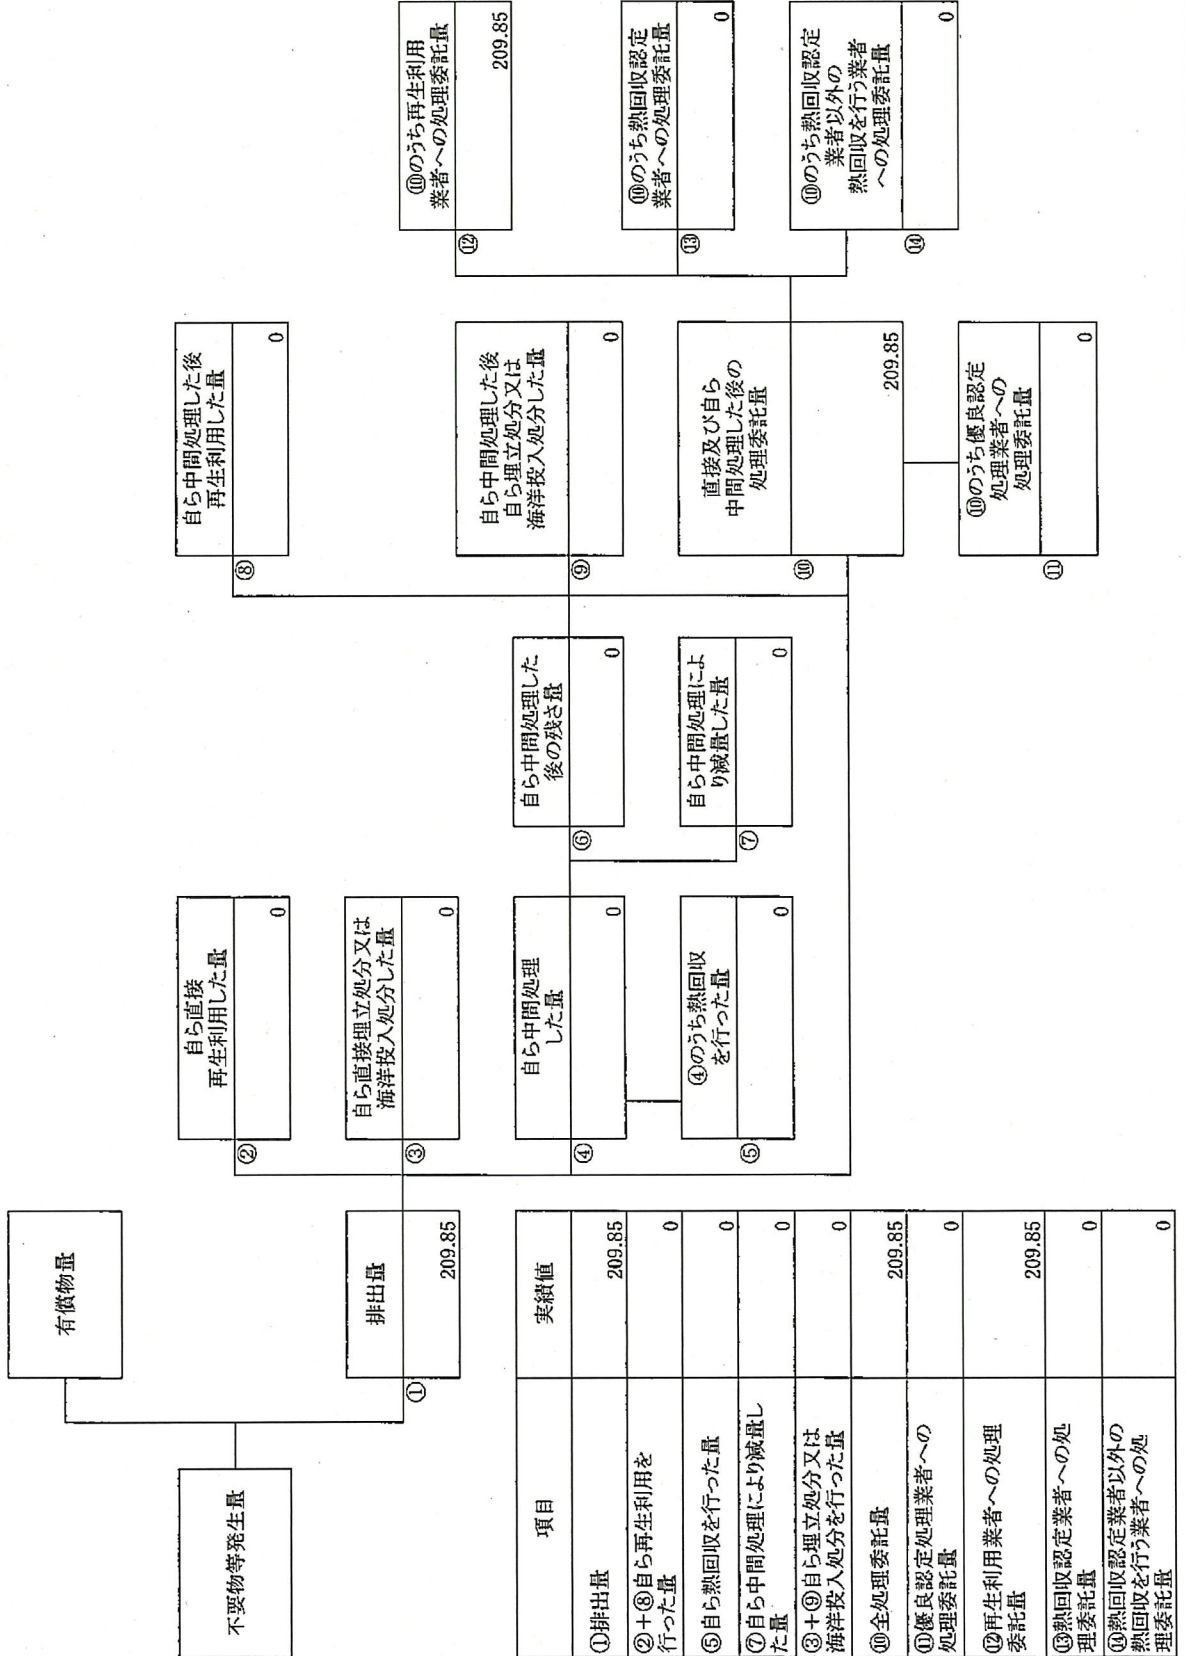 不要物等発生量
有償物量
排出量
①
209.85
自ら直接
再生利用した量
②
0
自ら直接埋立処分又は
海洋投入処分した量
③
0
自ら中間処理
した量
④
0
④のうち熱回収
を行った量
⑤
0
自ら中間処理した
後の残さ量
⑥
0
自ら中間処理によ
り減量した量
⑦
0
自ら中間処理した後
再生利用した量
⑧
0
自ら中間処理した後
自ら埋立処分又は
海洋投入処分した量
⑨
0
直接及び自ら
中間処理した後の
処理委託量
⑩
209.85
⑩のうち優良認定
処理業者への
処理委託量
⑪
0
⑩のうち再生利用
業者への処理委託量
⑫
209.85
⑩のうち熱回収認定
業者への処理委託量
⑬
0
⑩のうち熱回収認定
業者以外の
熱回収を行う業者
への処理委託量
⑭
0
項目 実績値
①排出量 209.85
②+⑧自ら再生利用を
行った量 0
⑤自ら熱回収を行った量 0
⑦自ら中間処理により減量し
た量 0
③+⑨自ら埋立処分又は
海洋投入処分を行った量 0
⑩全処理委託量 209.85
⑪優良認定処理業者への
処理委託量 0
⑫再生利用業者への処理
委託量 209.85
⑬熱回収認定業者への処
理委託量 0
⑭熱回収認定業者以外の
熱回収を行う業者への処
理委託量 0